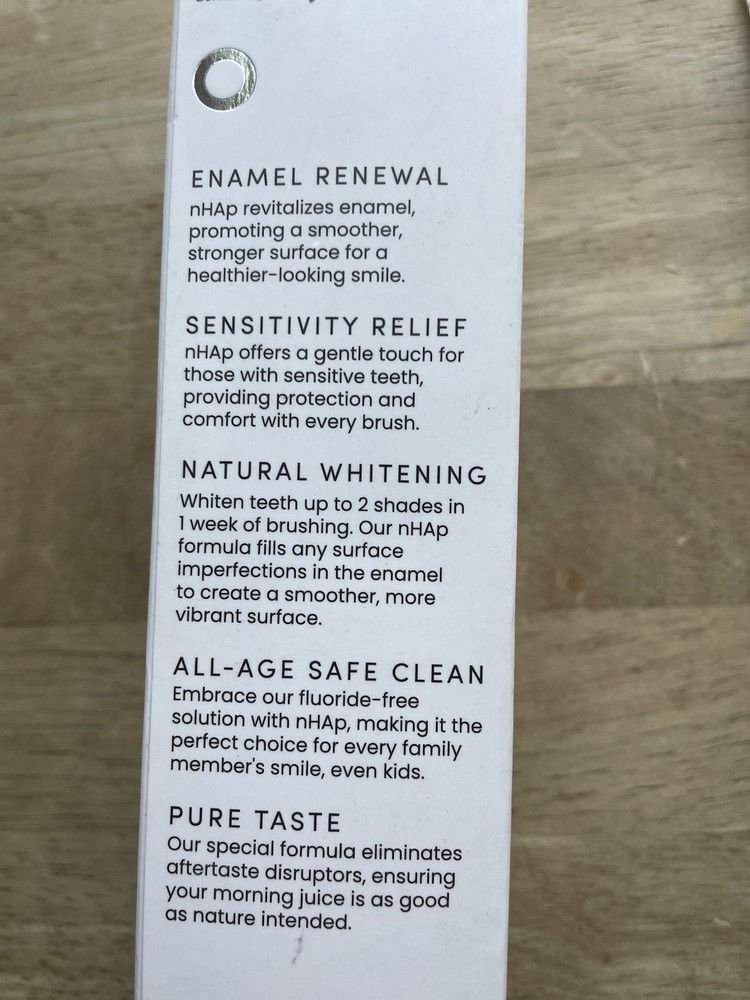 ENAMEL RENEWAL
nHAp revitalizes enamel,
promoting a smoother,
stronger surface for a
healthier-looking smile.
SENSITIVITY RELIEF
nHAp offers a gentle touch for
those with sensitive teeth,
providing protection and
comfort with every brush.
NATURAL WHITENING
Whiten teeth up to 2 shades in
1 week of brushing. Our nHAp
formula fills any surface
imperfections in the enamel
to create a smoother, more
vibrant surface.
ALL-AGE SAFE CLEAN
Embrace our fluoride-free
solution with nHAp, making it the
perfect choice for every family
member's smile, even kids.
PURE TASTE
Our special formula eliminates
aftertaste disruptors, ensuring
your morning juice is as good
as nature intended.